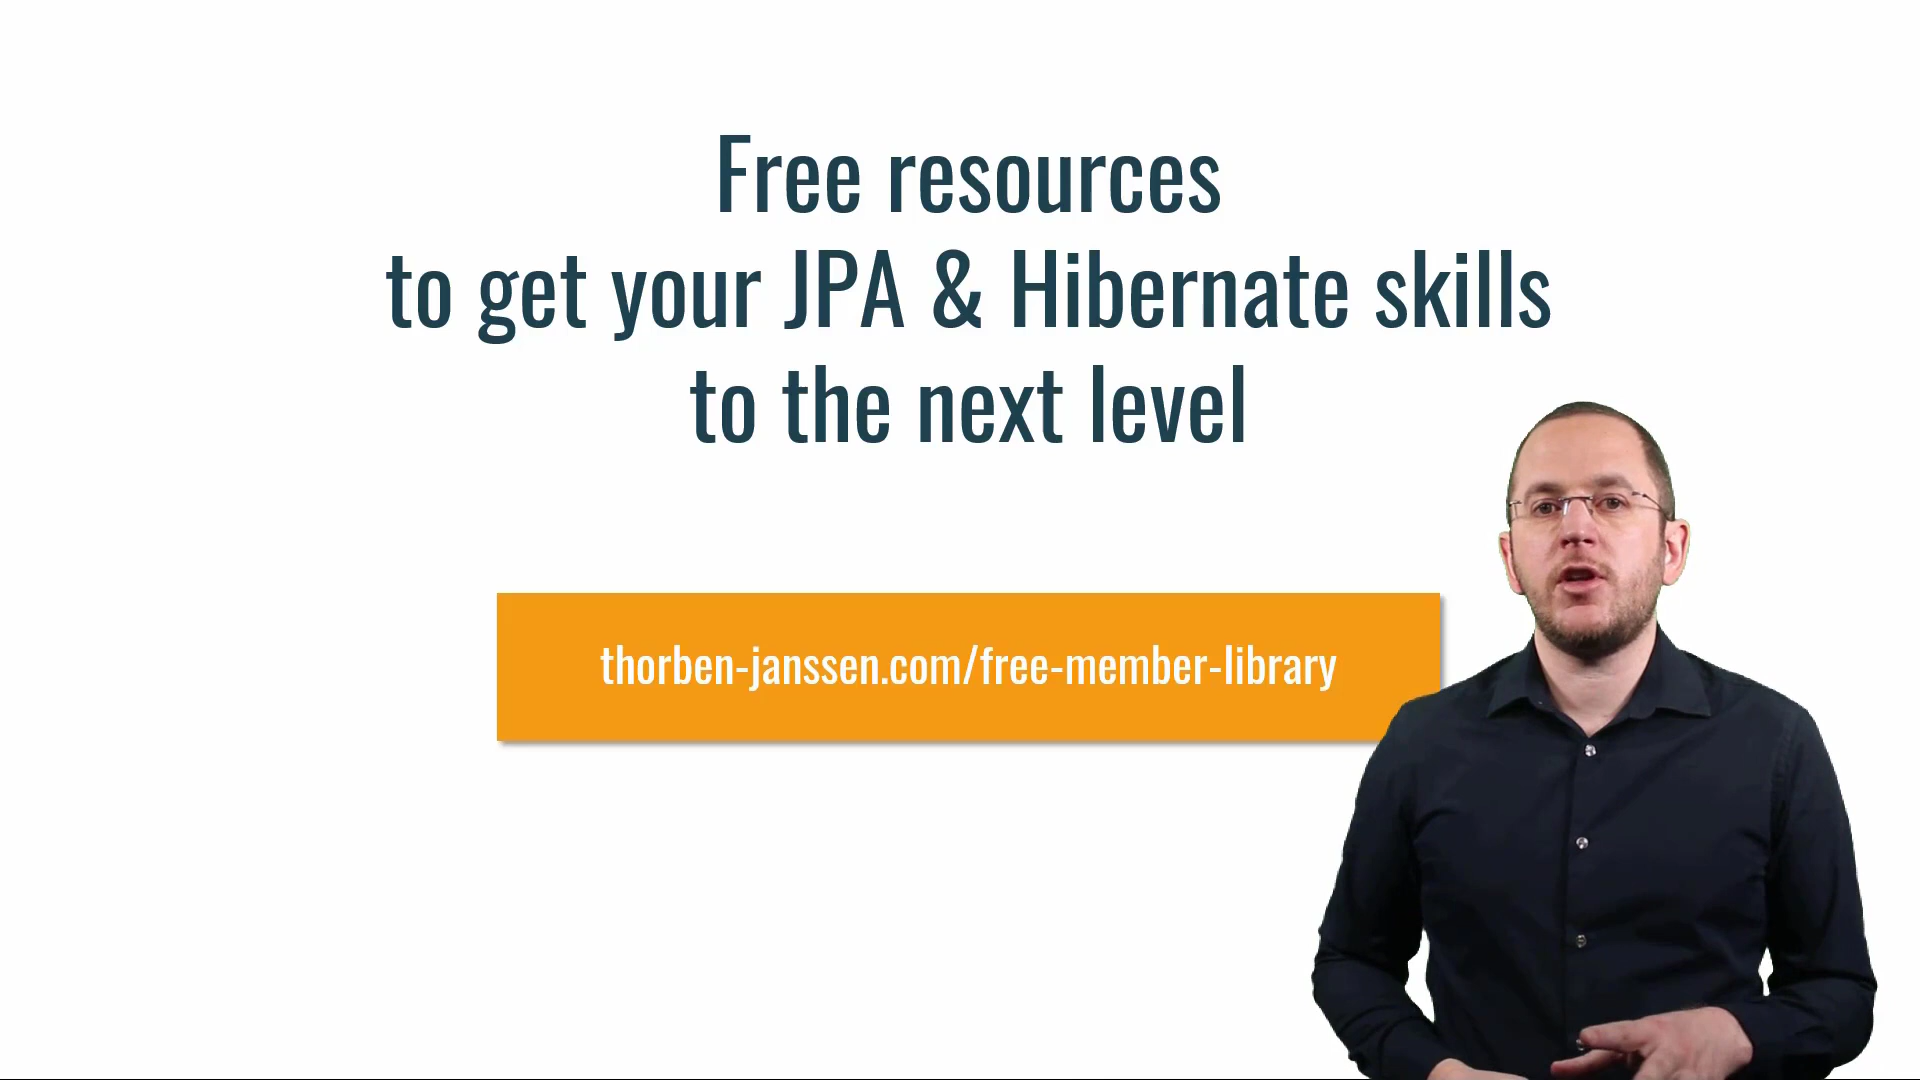 Free resources
to get your JPA & Hibernate skills
to the next level
thorben-janssen.com/free-member-library